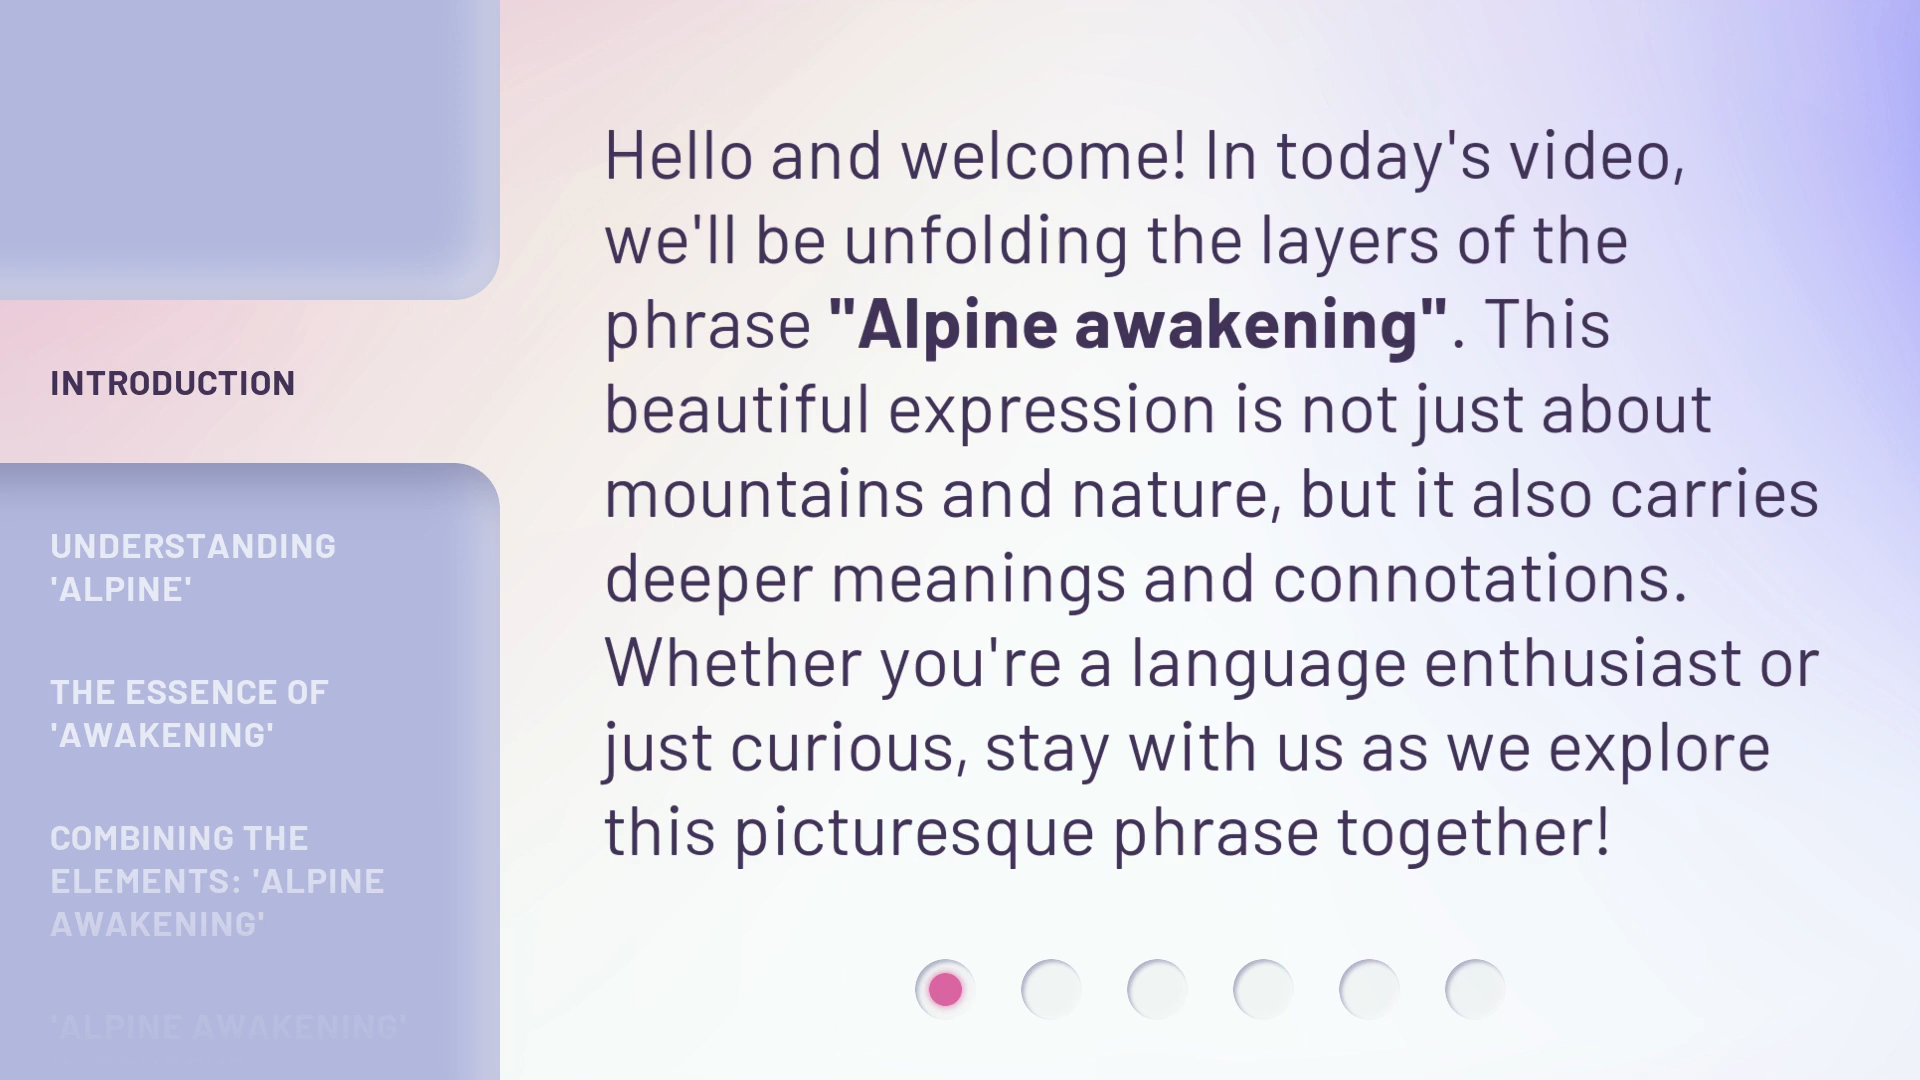 INTRODUCTION
UNDERSTANDING
'ALPINE'
THE ESSENCE OF
'AWAKENING'
COMBINING THE
ELEMENTS: 'ALPINE
AWAKENING'
'ALPINE AWAKENING'
Hello and welcome! In today's video,
we'll be unfolding the layers of the
phrase "Alpine awakening". This
beautiful expression is not just about
mountains and nature, but it also carries
deeper meanings and connotations.
Whether you're a language enthusiast or
just curious, stay with us as we explore
this picturesque phrase together!